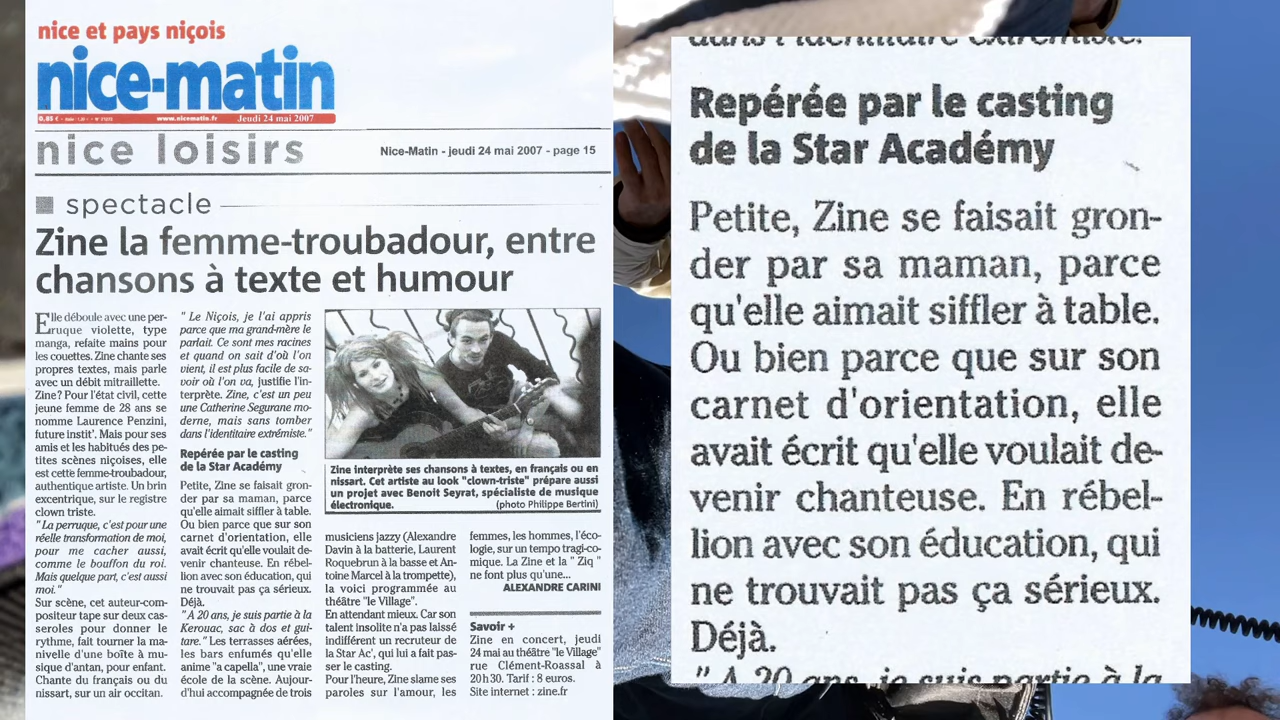 nice et pays niçois
nice-matin
0,85 €
www.nicematin.fr
Jeudi 24 mai 2007
nice loisirs
Nice-Matin - jeudi 24 mai 2007 - page 15
spectacle
Zine la femme-troubadour, entre
chansons à texte et humour
Elle déboule avec une per-
ruque violette, type
manga, refaite mains pour
les couettes. Zine chante ses
propres textes, mais parle
avec un débit mitraillette.
Zine? Pour l'état civil, cette
jeune femme de 28 ans se
nomme Laurence Penzini,
future instit'. Mais pour ses
amis et les habitués des pe-
tites scènes niçoises, elle
est cette femme-troubadour,
authentique artiste. Un brin
excentrique, sur le registre
clown triste.
"La perruque, c'est pour une
réelle transformation de moi,
pour me cacher aussi,
comme le bouffon du roi.
Mais quelque part, c'est aussi
moi."
Sur scène, cet auteur-com-
positeur tape sur deux cas-
seroles pour donner le
rythme, fait tourner la ma-
nivelle d'une boîte à mu-
sique d'antan, pour enfant.
Chante du français ou du
nissart, sur un air occitan.
" Le Niçois, je l'ai appris
parce que ma grand-mère le
parlait. Ce sont mes racines
et quand on sait d'où l'on
vient, il est plus facile de sa-
voir où l'on va, justifie l'in-
terprète. Zine, c'est un peu
une Catherine Segurane mo-
derne, mais sans tomber
dans l'identitaire extrémiste."
Repérée par le casting
de la Star Académy
Petite, Zine se faisait gron-
der par sa maman, parce
qu'elle aimait siffler à table.
Ou bien parce que sur son
carnet d'orientation, elle
avait écrit qu'elle voulait de-
venir chanteuse. En rébel-
lion avec son éducation, qui
ne trouvait pas ça sérieux.
Déjà.
"A 20 ans, je suis partie à la
Kerouac, sac à dos et gui-
tare." Les terrasses aérées,
les bars enfumés qu'elle
anime "a capella", une vraie
école de la scène. Aujour-
d'hui accompagnée de trois
Zine interprète ses chansons à textes, en français ou en
nissart. Cet artiste au look "clown-triste" prépare aussi
un projet avec Benoit Seyrat, spécialiste de musique
électronique.
(photo Philippe Bertini)
musiciens jazzy (Alexandre
Davin à la batterie, Laurent
Roquebrun à la basse et An-
toine Marcel à la trompette),
la voici programmée au
théâtre "le Village".
En attendant mieux. Car son
talent insolite n'a pas laissé
indifférent un recruteur de
la Star Ac', qui lui a fait pas-
ser le casting.
Pour l'heure, Zine slame ses
paroles sur l'amour, les
femmes, les hommes, l'éco-
logie, sur un tempo tragi-co-
mique. La Zine et la " Ziq "
ne font plus qu'une...
ALEXANDRE CARINI
Savoir +
Zine en concert, jeudi
24 mai au théâtre "le Village"
rue Clément-Roassal à
20h30. Tarif : 8 euros.
Site internet : zine.fr
dans l'identitaire extrémiste.
Repérée par le casting
de la Star Académy
Petite, Zine se faisait gron-
der par sa maman, parce
qu'elle aimait siffler à table.
Ou bien parce que sur son
carnet d'orientation, elle
avait écrit qu'elle voulait de-
venir chanteuse. En rébel-
lion avec son éducation, qui
ne trouvait pas ça sérieux.
Déjà.
"A 20 ans, je suis partie à la